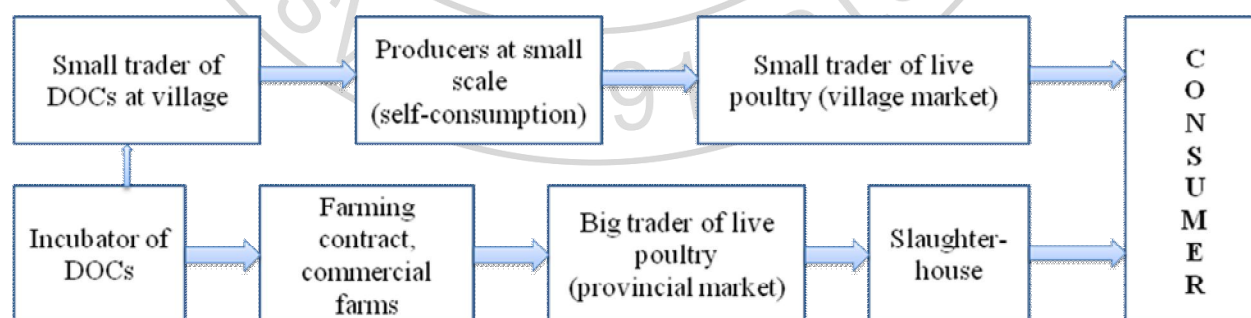 Small trader of
DOCs at village
Producers at small
scale
(self-consumption)
Small trader of live
poultry (village market)
Incubator of
DOCs
Farming
contract,
commercial
farms
Big trader of live
poultry
(provincial market)
Slaughter-
house
C
O
N
S
U
M
E
R